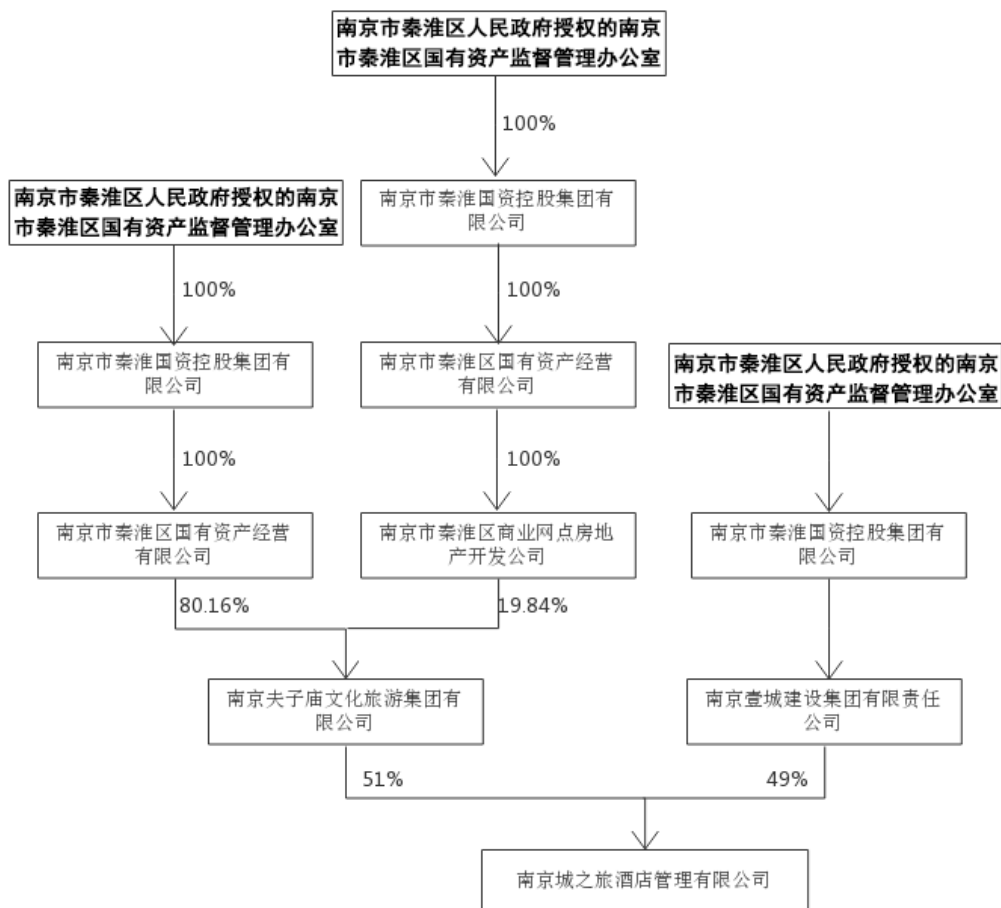 南京市秦淮区人民政府授权的南京
市秦淮区国有资产监督管理办公室
100%
南京市秦淮区人民政府授权的南京
市秦淮区国有资产监督管理办公室
南京市秦淮国资控股集团有
限公司
100%
100%
南京市秦淮国资控股集团有
限公司
南京市秦淮区国有资产经营
有限公司
南京市秦淮区人民政府授权的南京
市秦淮区国有资产监督管理办公室
100%
100%
南京市秦淮区国有资产经营
有限公司
南京市秦淮区商业网点房地
产开发公司
南京市秦淮国资控股集团有
限公司
80.16%
19.84%
南京夫子庙文化旅游集团有
限公司
南京壹城建设集团有限责任
公司
51%
49%
南京城之旅酒店管理有限公司